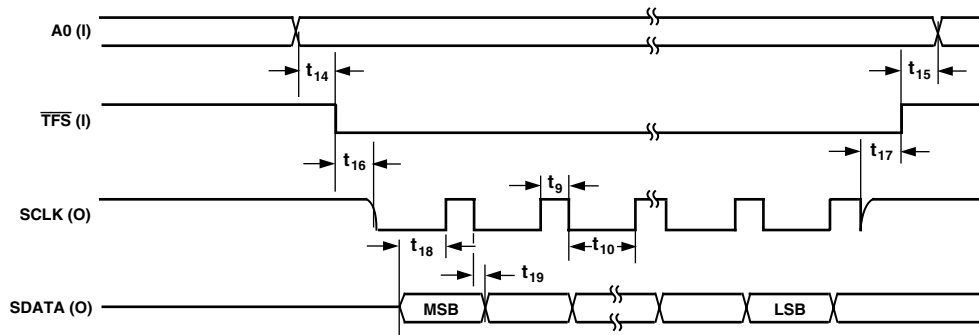 A0 (I)
t14
t15
TFS (I)
t16
t17
t9
SCLK (O)
t18
t10
t19
SDATA (O)
MSB
LSB